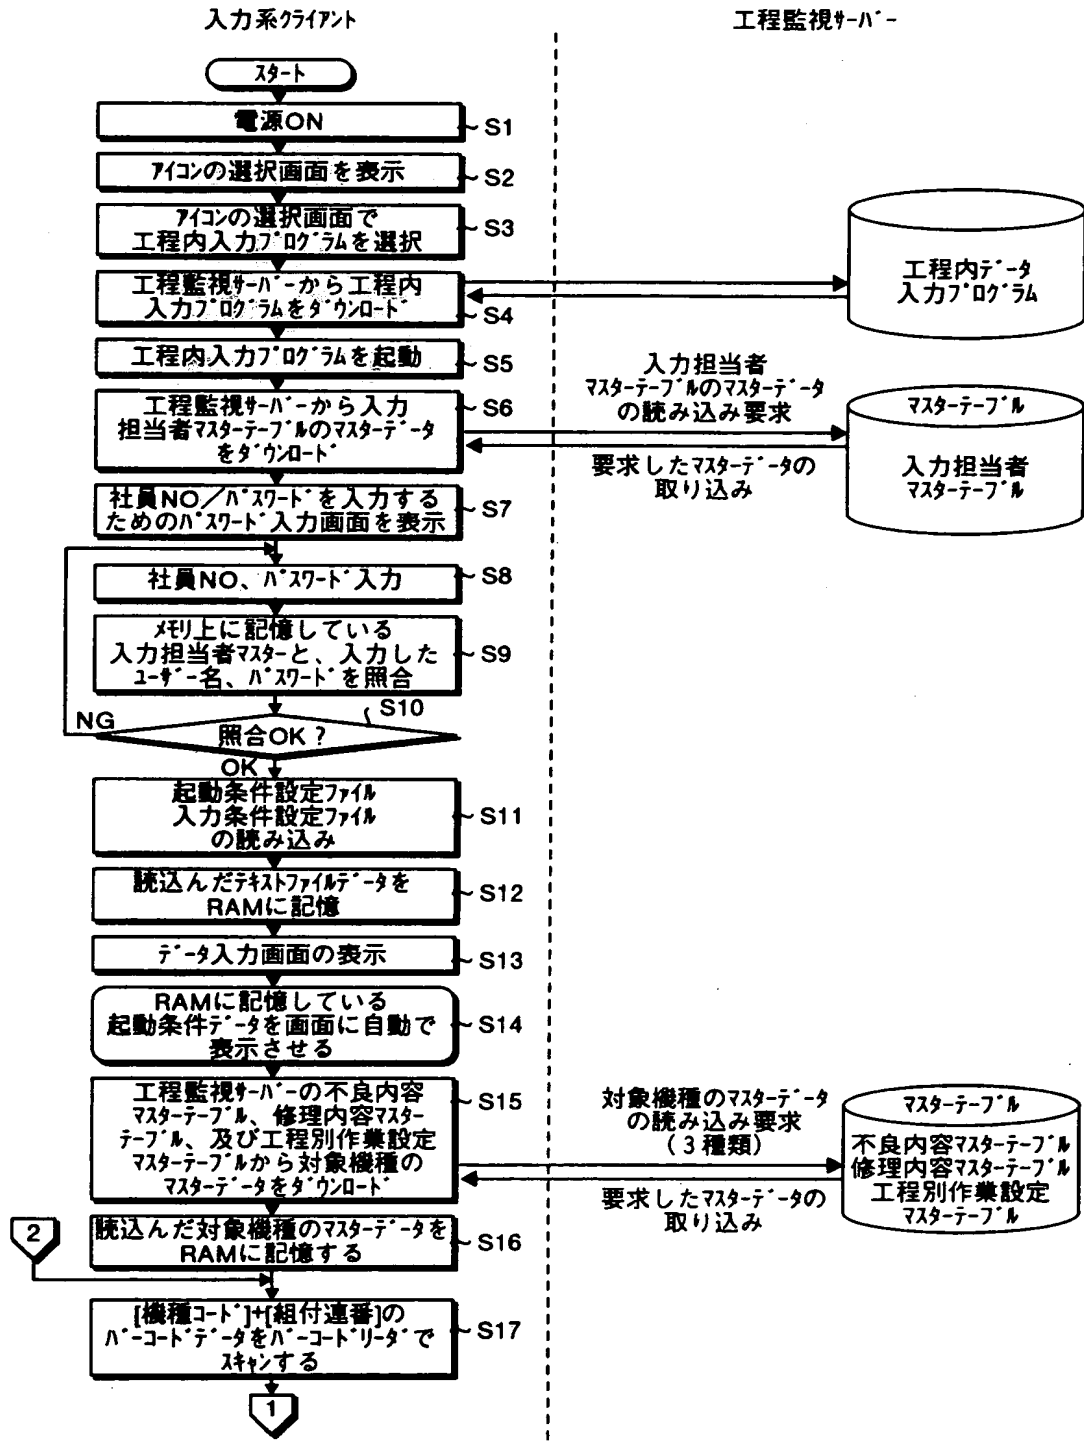 入力系クライアント
工程監視サーバー
スタート
電源ON
S1
アイコンの選択画面を表示
S2
アイコンの選択画面で
工程内入力プログラムを選択
S3
工程監視サーバーから工程内
入力プログラムをダウンロード
S4
工程内データ
入力プログラム
工程内入力プログラムを起動
S5
工程監視サーバーから入力
担当者マスターテーブルのマスターデータ
をダウンロード
S6
入力担当者
マスターテーブルのマスターデータ
の読み込み要求
要求したマスターデータの
取り込み
マスターテーブル
入力担当者
マスターテーブル
社員NO/パスワードを入力する
ためのパスワード入力画面を表示
S7
社員NO、パスワード入力
S8
メモリ上に記憶している
入力担当者マスターと、入力した
ユーザー名、パスワードを照合
S9
S10
NG
照合OK?
OK
起動条件設定ファイル
入力条件設定ファイル
の読み込み
S11
読込んだテキストファイルデータを
RAMに記憶
S12
データ入力画面の表示
S13
RAMに記憶している
起動条件データを画面に自動で
表示させる
S14
工程監視サーバーの不良内容
マスターテーブル、修理内容マスター
テーブル、及び工程別作業設定
マスターテーブルから対象機種の
マスターデータをダウンロード
S15
対象機種のマスターデータ
の読み込み要求
(3種類)
要求したマスターデータの
取り込み
マスターテーブル
不良内容マスターテーブル
修理内容マスターテーブル
工程別作業設定
マスターテーブル
2
読込んだ対象機種のマスターデータを
RAMに記憶する
S16
[機種コード]+[組付連番]の
バーコードデータをバーコードリーダで
スキャンする
S17
1